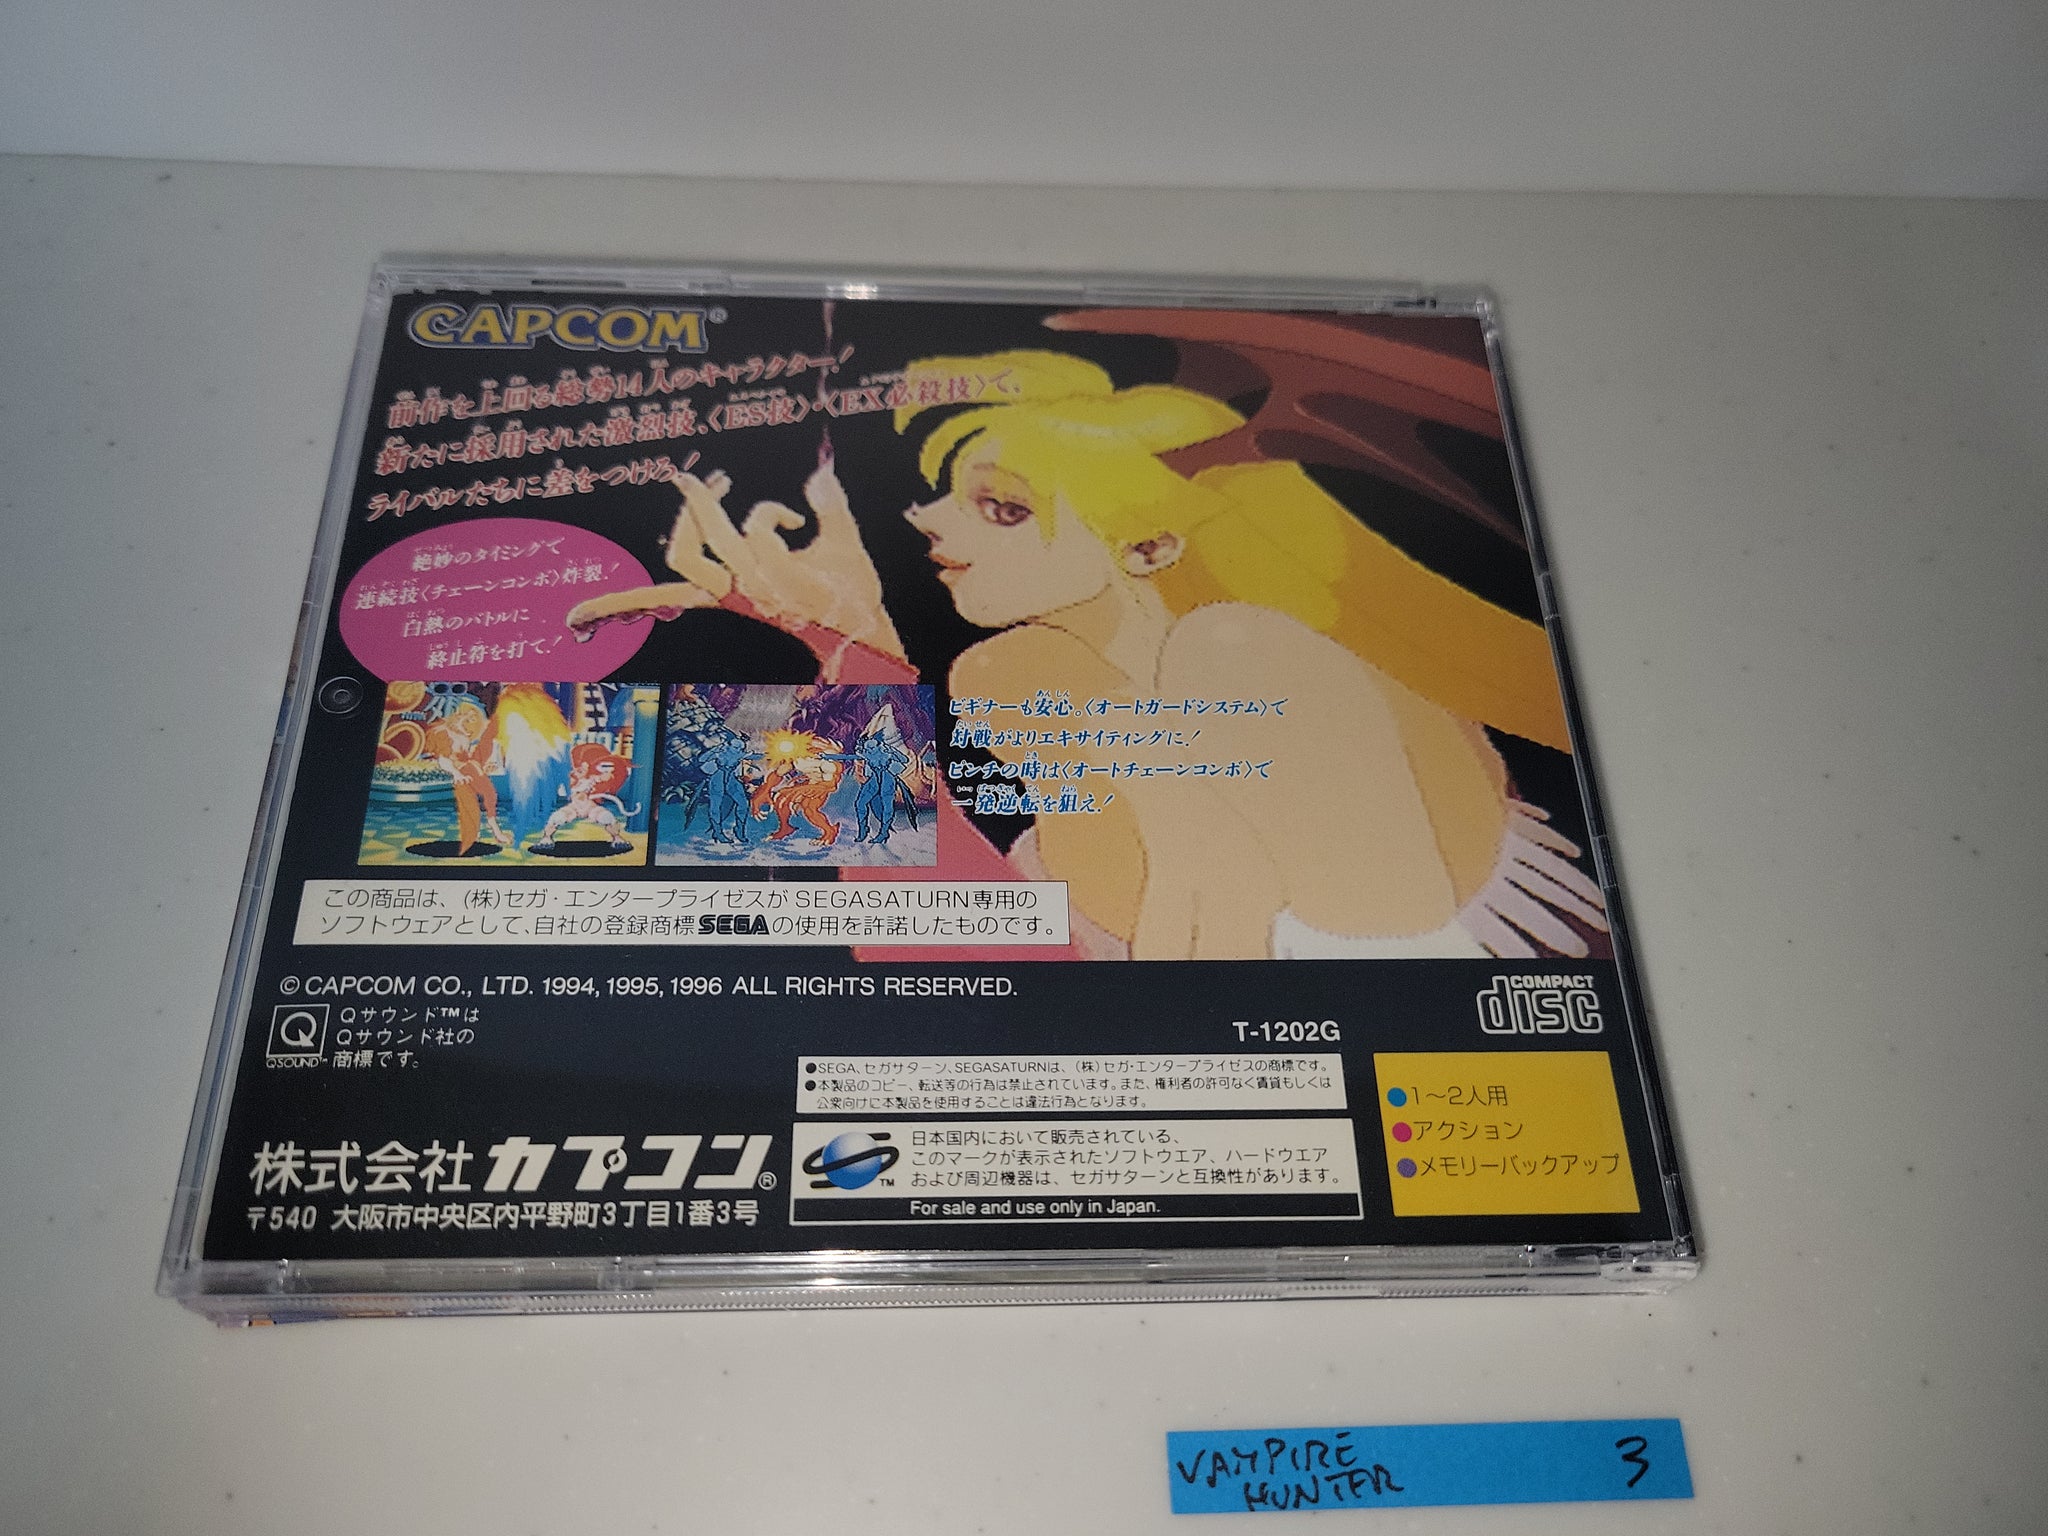 CAPCOM®
前作を上回る総勢14人のキャラクター!
新たに採用された激烈技、〈ES技〉・〈EX必殺技〉で、
ライバルたちに差をつけろ!
絶妙のタイミングで
連続技〈チェーンコンボ〉炸裂!
白熱のバトルに
終止符を打て!
ビギナーも安心。〈オートガードシステム〉で
対戦がよりエキサイティングに!
ピンチの時は〈オートチェーンコンボ〉で
一発逆転を狙え!
この商品は、(株)セガ・エンタープライゼスがSEGASATURN専用の
ソフトウェアとして、自社の登録商標SEGAの使用を許諾したものです。
© CAPCOM CO., LTD. 1994, 1995, 1996 ALL RIGHTS RESERVED.
COMPACT
disc
Q
QSOUND™
Qサウンド™は
Qサウンド社の
商標です。
T-1202G
●SEGA、セガサターン、SEGASATURNは、(株)セガ・エンタープライゼスの商標です。
●本製品のコピー、転送等の行為は禁止されています。また、権利者の許可なく賃貸もしくは
公衆向けに本製品を使用することは違法行為となります。
●1〜2人用
●アクション
●メモリーバックアップ
株式会社カプコン®
〒540 大阪市中央区内平野町3丁目1番3号
TM
日本国内において販売されている、
このマークが表示されたソフトウエア、ハードウエア
および周辺機器は、セガサターンと互換性があります。
For sale and use only in Japan.
VAMPIRE
HUNTER
3